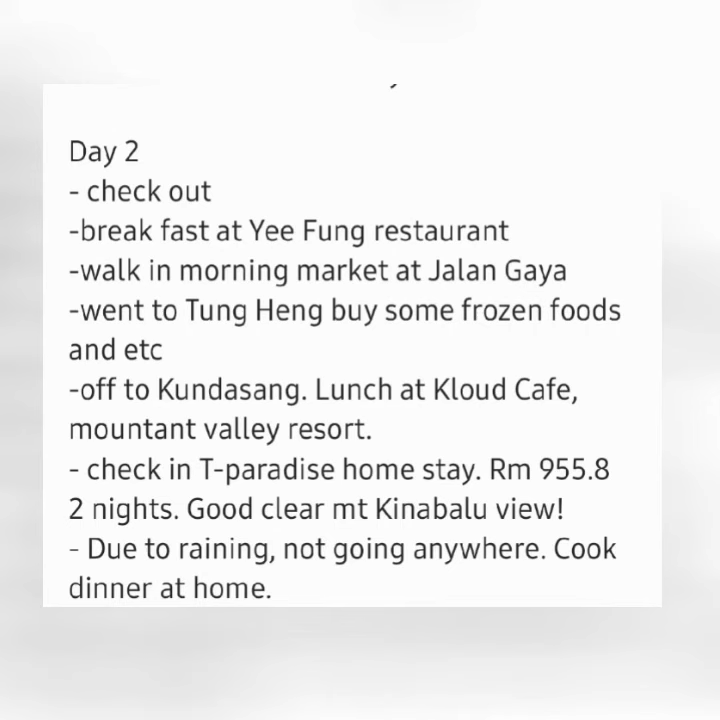 Day 2
- check out
-break fast at Yee Fung restaurant
-walk in morning market at Jalan Gaya
-went to Tung Heng buy some frozen foods
and etc
-off to Kundasang. Lunch at Kloud Cafe,
mountant valley resort.
- check in T-paradise home stay. Rm 955.8
2 nights. Good clear mt Kinabalu view!
- Due to raining, not going anywhere. Cook
dinner at home.